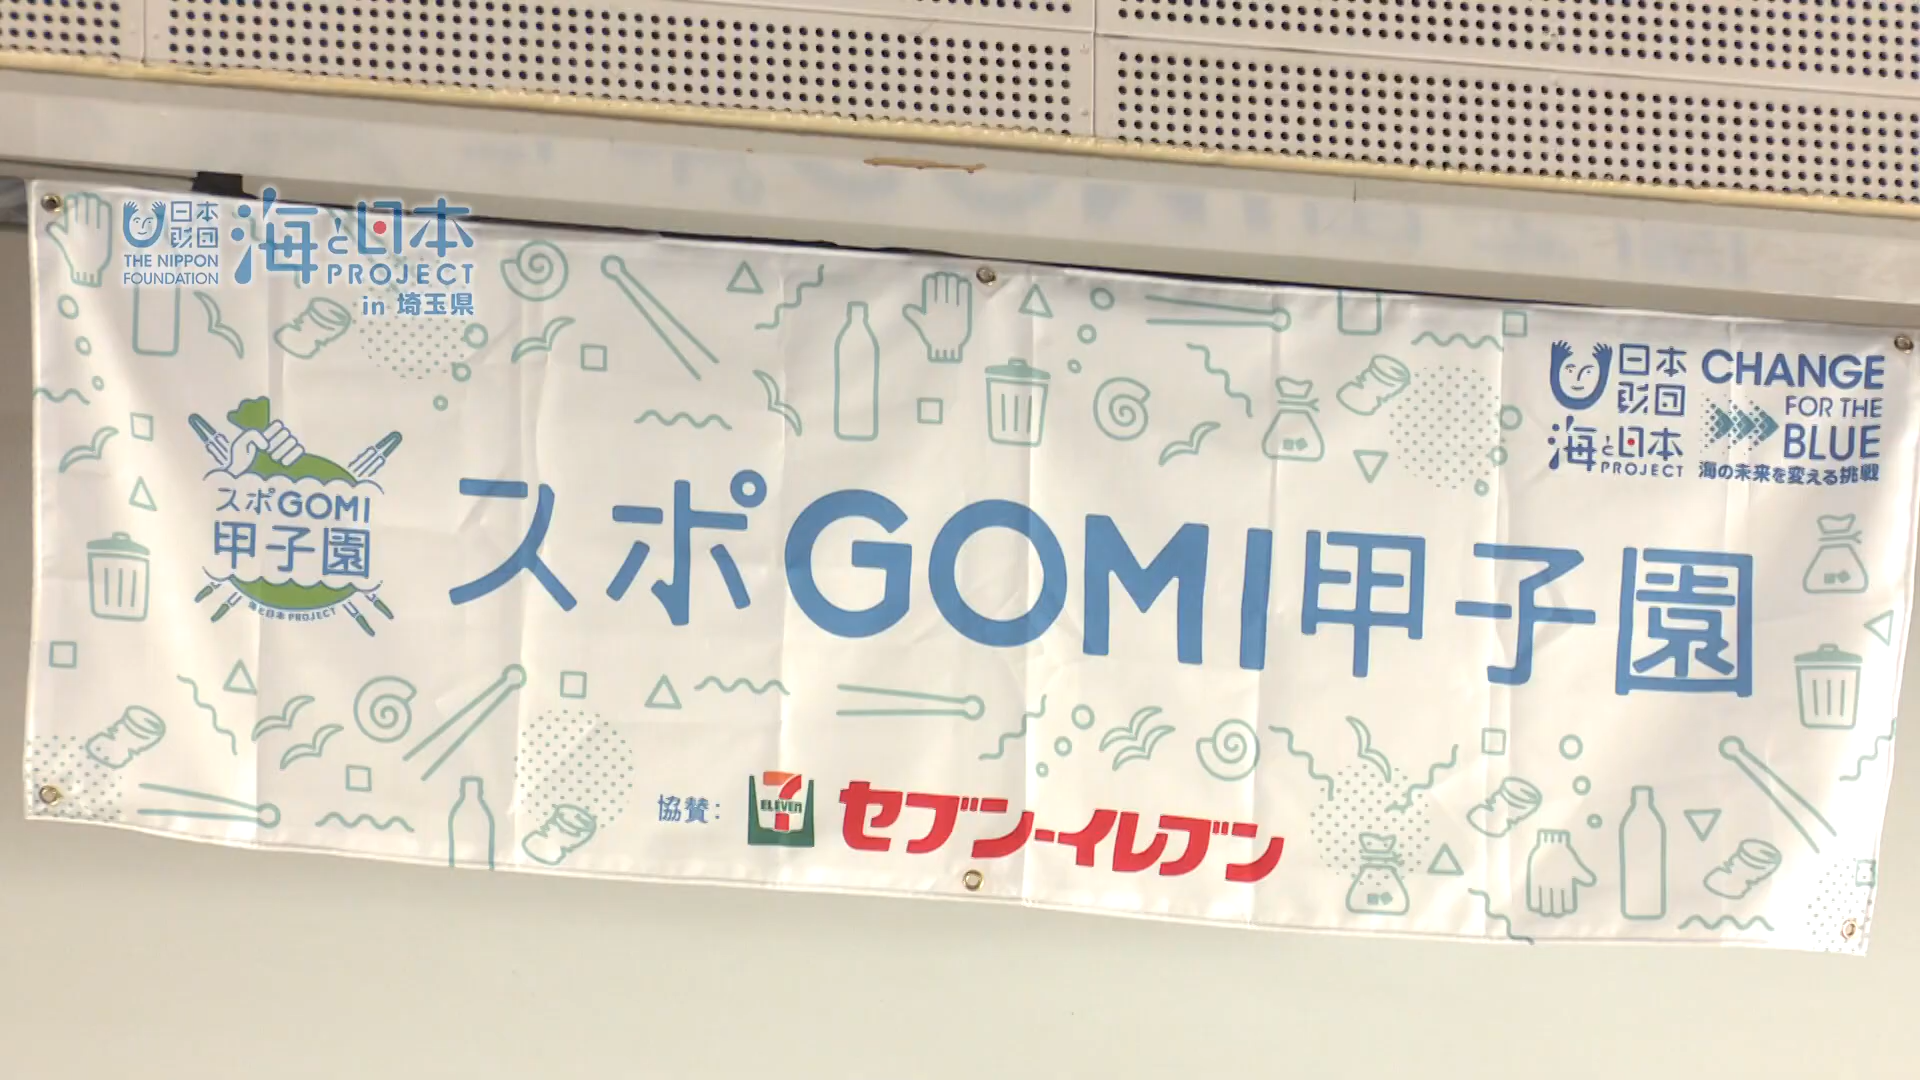 日本
財団
THE NIPPON
FOUNDATION
海と日本
PROJECT
in 埼玉県
日本
財団
海と日本
PROJECT
CHANGE
FOR THE
BLUE
海の未来を変える挑戦
スポGOMI
甲子園
海と日本PROJECT
スポGOMI甲子園
協賛:
7
ELEVEN
セブン-イレブン